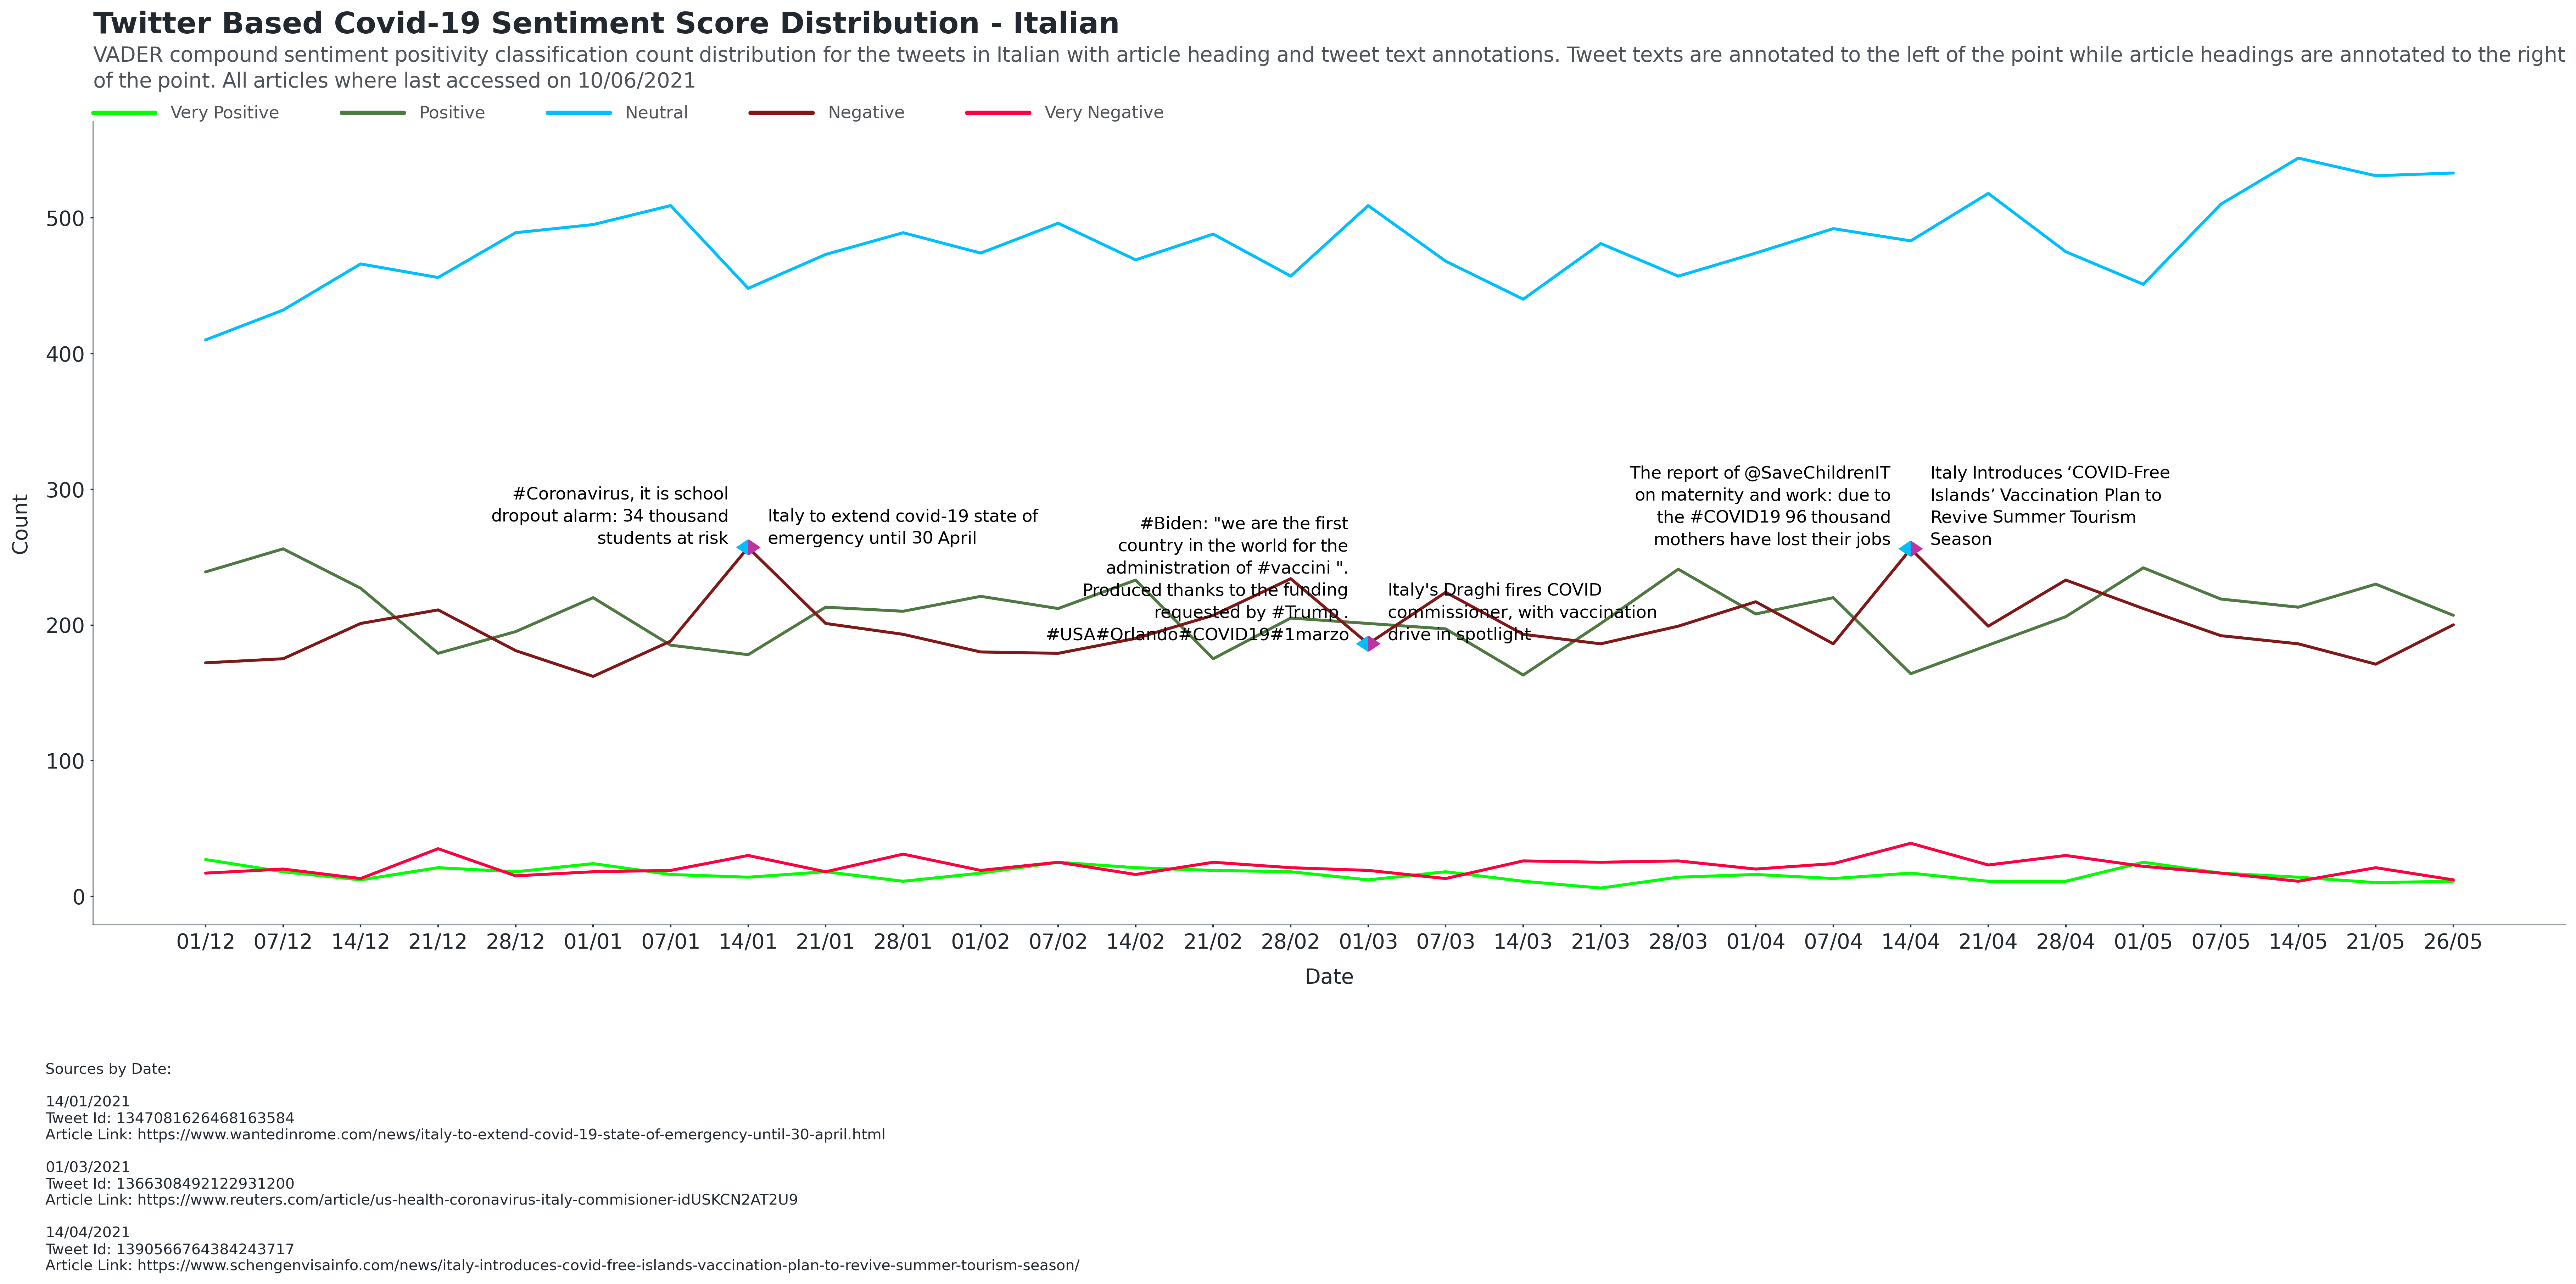 Twitter Based Covid-19 Sentiment Score Distribution - Italian
VADER compound sentiment positivity classification count distribution for the tweets in Italian with article heading and tweet text annotations. Tweet texts are annotated to the left of the point while article headings are annotated to the right
of the point. All articles where last accessed on 10/06/2021
Very Positive
Positive
Neutral
Negative
Very Negative
Count
500
400
300
200
100
0
#Coronavirus, it is school
dropout alarm: 34 thousand
students at risk
Italy to extend covid-19 state of
emergency until 30 April
#Biden: "we are the first
country in the world for the
administration of #vaccini ".
Produced thanks to the funding
requested by #Trump .
#USA#Orlando#COVID19#1marzo
Italy's Draghi fires COVID
commissioner, with vaccination
drive in spotlight
The report of @SaveChildrenIT
on maternity and work: due to
the #COVID19 96 thousand
mothers have lost their jobs
Italy Introduces ‘COVID-Free
Islands’ Vaccination Plan to
Revive Summer Tourism
Season
01/12 07/12 14/12 21/12 28/12 01/01 07/01 14/01 21/01 28/01 01/02 07/02 14/02 21/02 28/02 01/03 07/03 14/03 21/03 28/03 01/04 07/04 14/04 21/04 28/04 01/05 07/05 14/05 21/05 26/05
Date
Sources by Date:
14/01/2021
Tweet Id: 1347081626468163584
Article Link: https://www.wantedinrome.com/news/italy-to-extend-covid-19-state-of-emergency-until-30-april.html
01/03/2021
Tweet Id: 1366308492122931200
Article Link: https://www.reuters.com/article/us-health-coronavirus-italy-commisioner-idUSKCN2AT2U9
14/04/2021
Tweet Id: 1390566764384243717
Article Link: https://www.schengenvisainfo.com/news/italy-introduces-covid-free-islands-vaccination-plan-to-revive-summer-tourism-season/